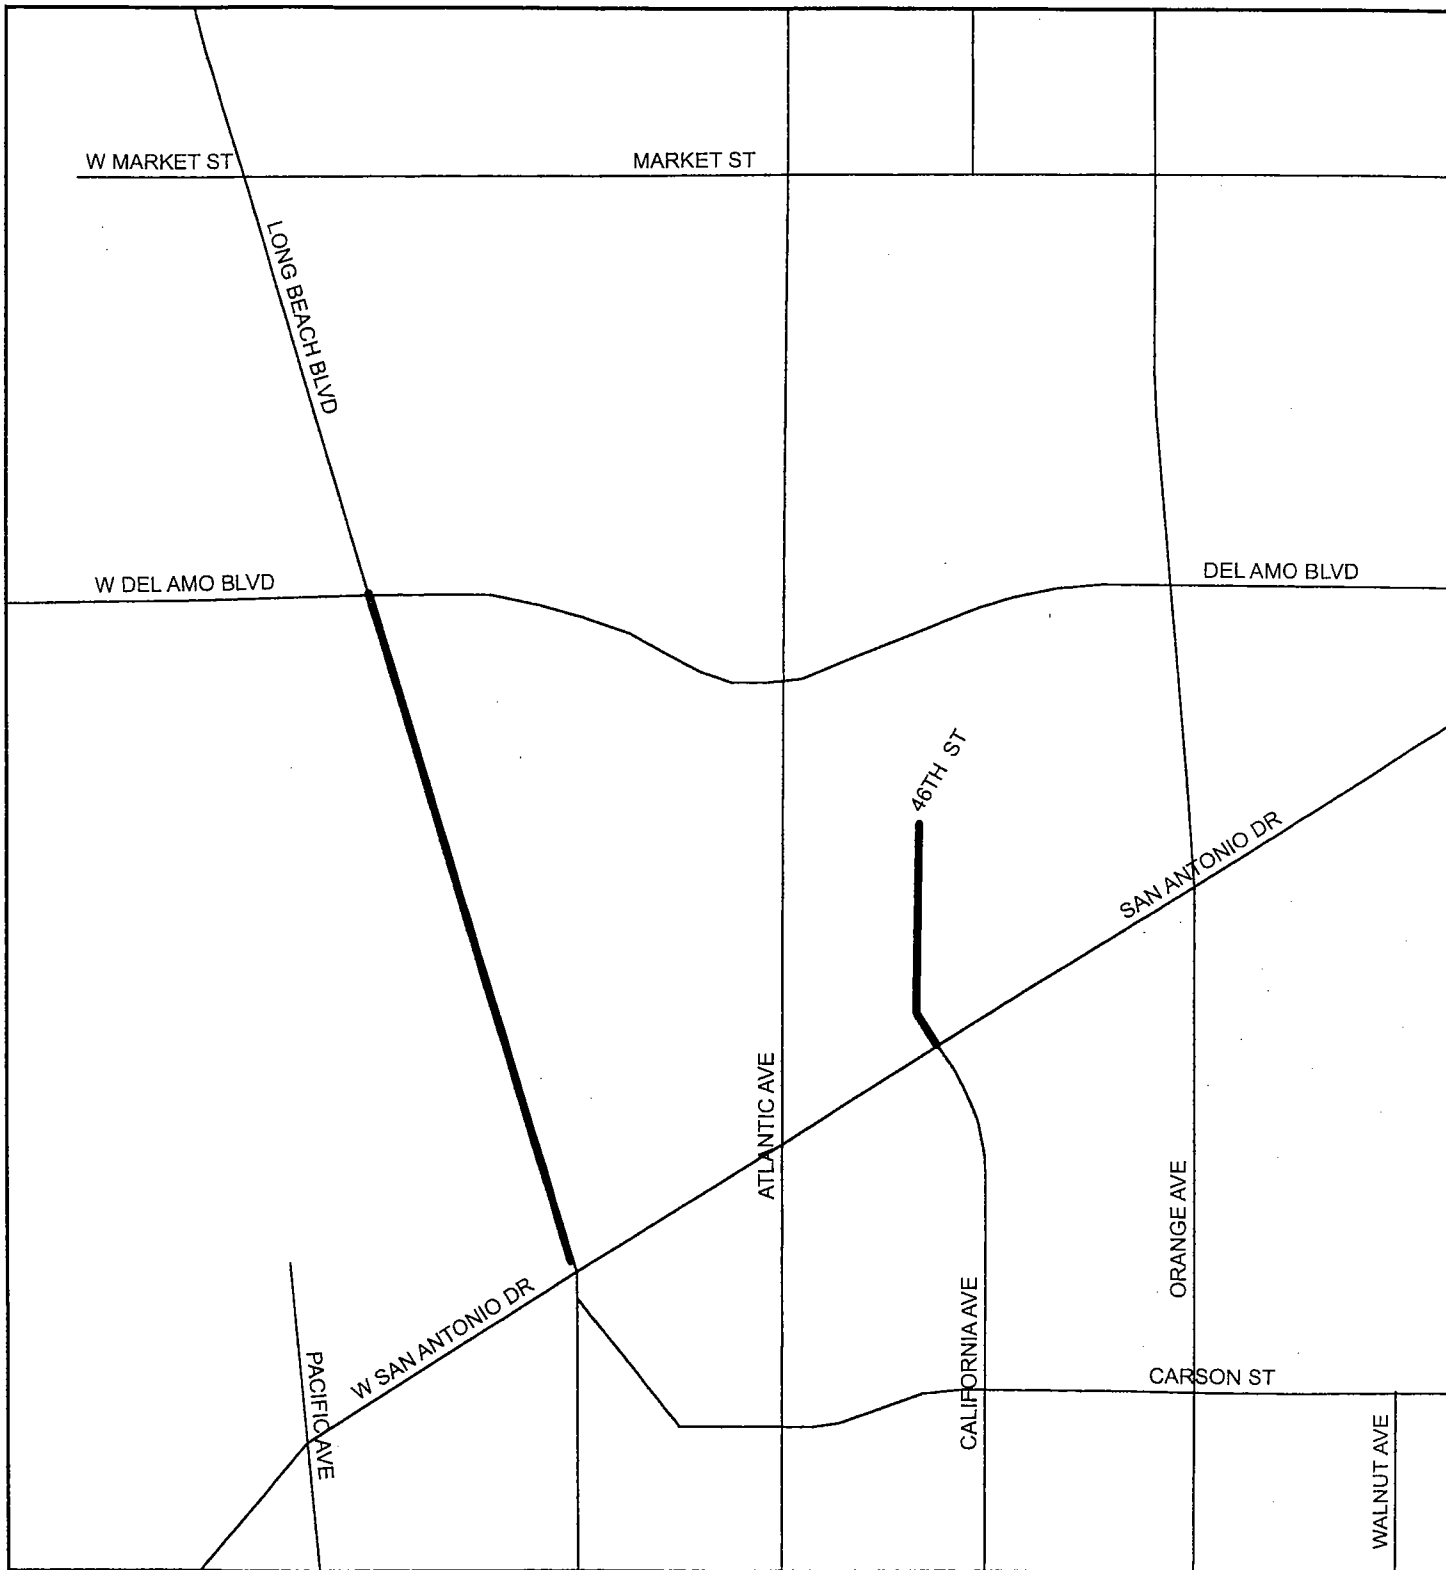 W MARKET ST
MARKET ST
LONG BEACH BLVD
W DEL AMO BLVD
DEL AMO BLVD
46TH ST
SAN ANTONIO DR
ATLANTIC AVE
ORANGE AVE
W SAN ANTONIO DR
CALIFORNIA AVE
PACIFIC AVE
CARSON ST
WALNUT AVE